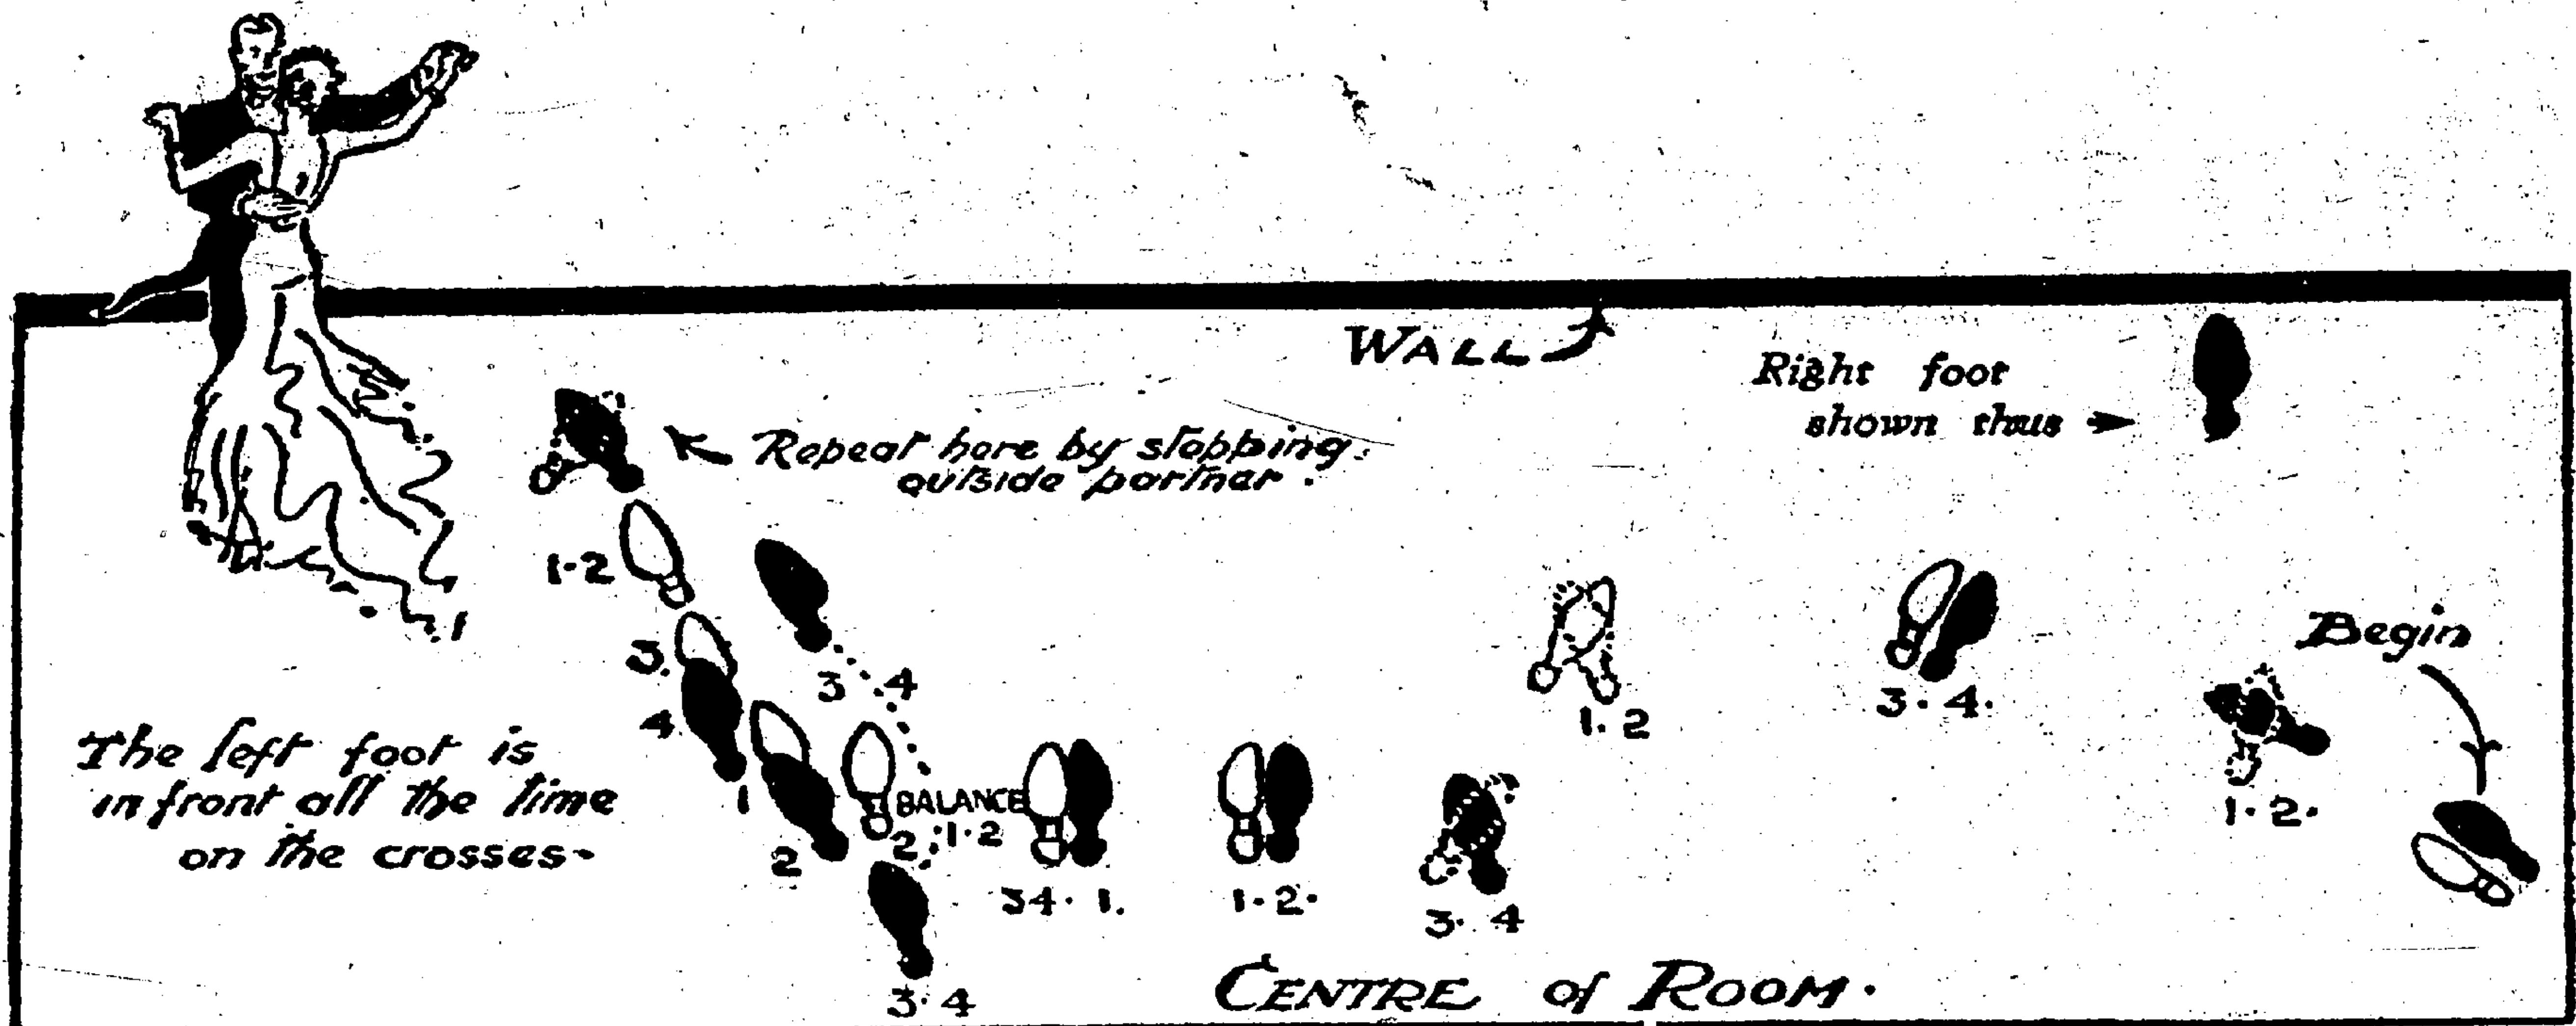 WALL
Right foot
shown thus
Repeat here by stepping
outside partner.
Begin
1·2
3·4·
1·2·
1·2
3·
4
3·4
The left foot is
in front all the time
on the crosses-
1
2
BALANCE
2 1·2
34· 1.
1·2·
3· 4
3·4
CENTRE of ROOM·